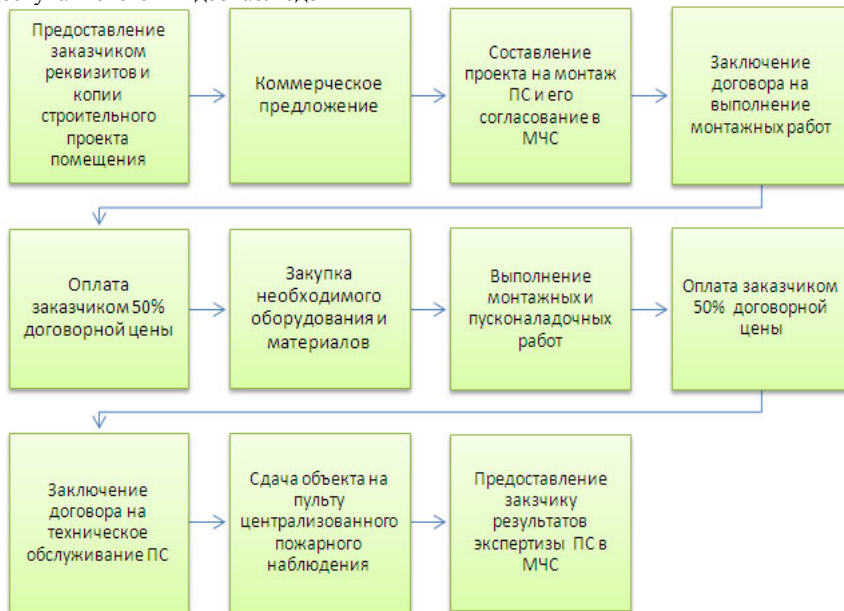 Предоставление
заказчиком
реквизитов и
копии
строительного
проекта
помещения
Коммерческое
предложение
Составление
проекта на монтаж
ПС и его
согласование в
МЧС
Заключение
договора на
выполнение
монтажных работ
Оплата
заказчиком 50%
договорной цены
Закупка
необходимого
оборудования и
материалов
Выполнение
монтажных и
пусконаладочных
работ
Оплата заказчиком
50% договорной
цены
Заключение
договора на
техническое
обслуживание ПС
Сдача объекта на
пульту
централизованного
пожарного
наблюдения
Предоставление
закзчику
результатов
экспертизы ПС в
МЧС